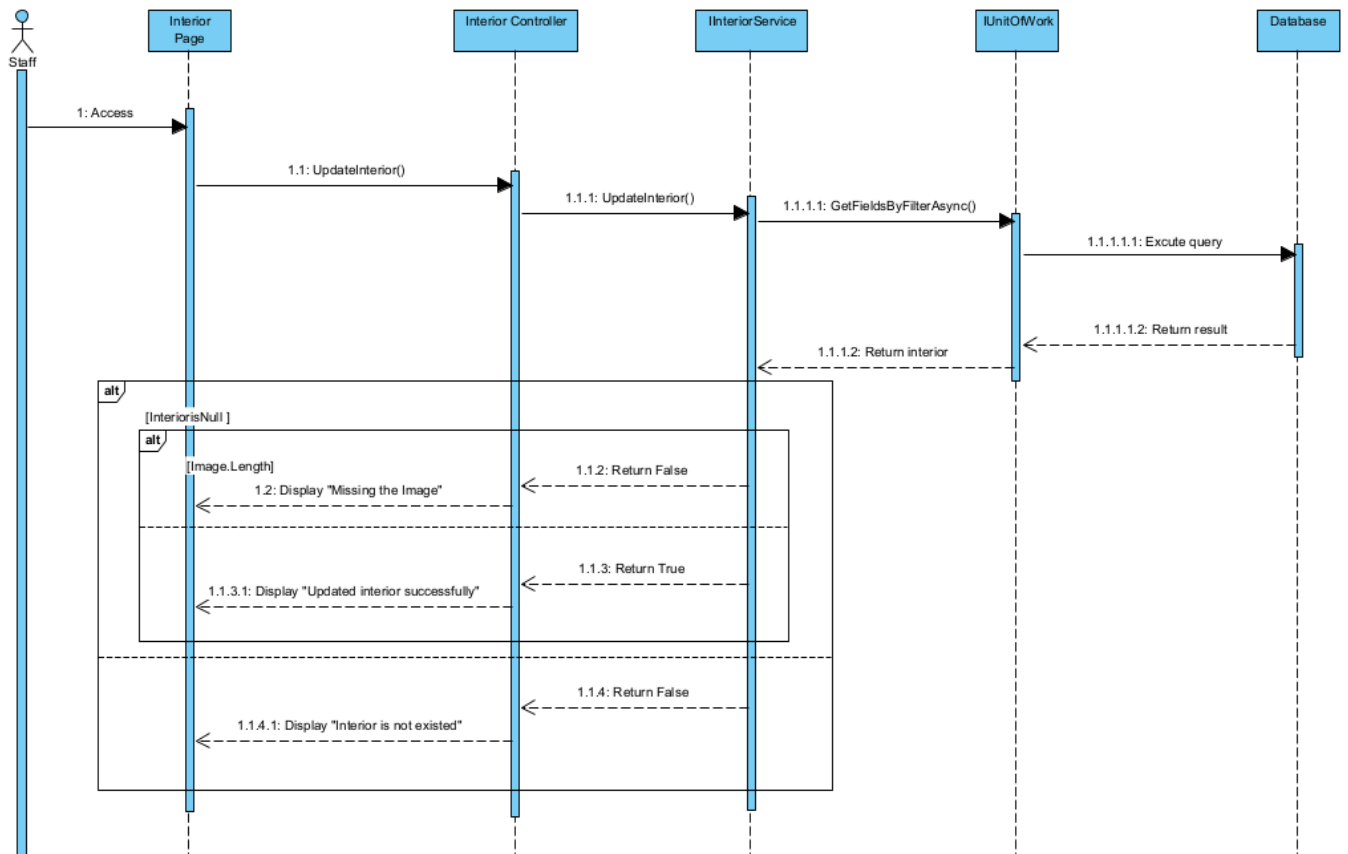 Interior
Page
Interior Controller
IInteriorService
IUnitOfWork
Database
Staff
1: Access
1.1: UpdateInterior()
1.1.1: UpdateInterior()
1.1.1.1: GetFieldsByFilterAsync()
1.1.1.1.1: Excute query
1.1.1.1.2: Return result
1.1.1.2: Return interior
alt
[InteriorisNull ]
alt
[Image.Length]
1.1.2: Return False
1.2: Display "Missing the Image"
1.1.3: Return True
1.1.3.1: Display "Updated interior successfully"
1.1.4: Return False
1.1.4.1: Display "Interior is not existed"